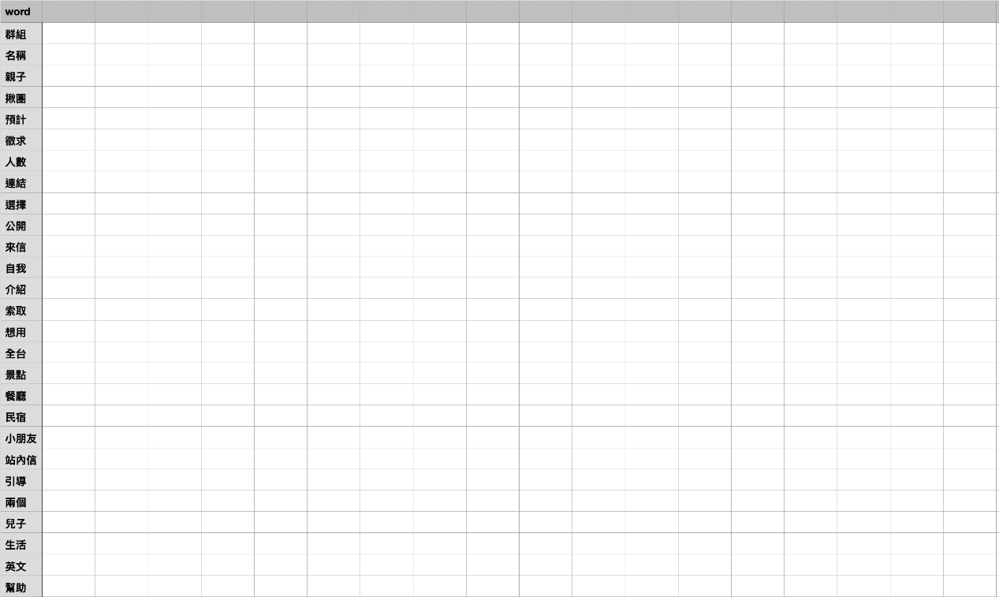 word
群組
名稱
親子
揪團
預計
徵求
人數
連結
選擇
公開
來信
自我
介紹
索取
想用
全台
景點
餐廳
民宿
小朋友
站內信
引導
兩個
兒子
生活
英文
幫助